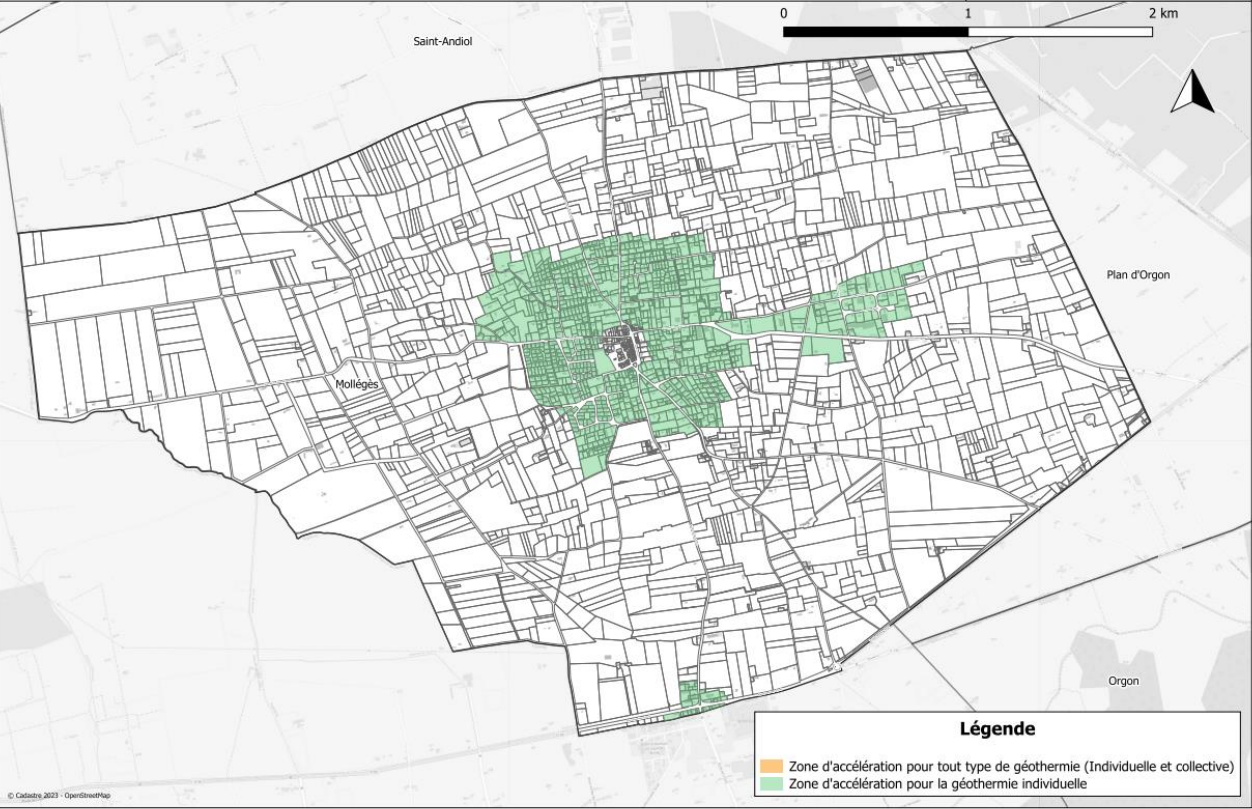 0 1 2 km
Saint-Andiol
Plan d'Orgon
Mollégès
Orgon
Légende
Zone d'accélération pour tout type de géothermie (Individuelle et collective)
Zone d'accélération pour la géothermie individuelle
© Cadastre 2023 - OpenStreetMap